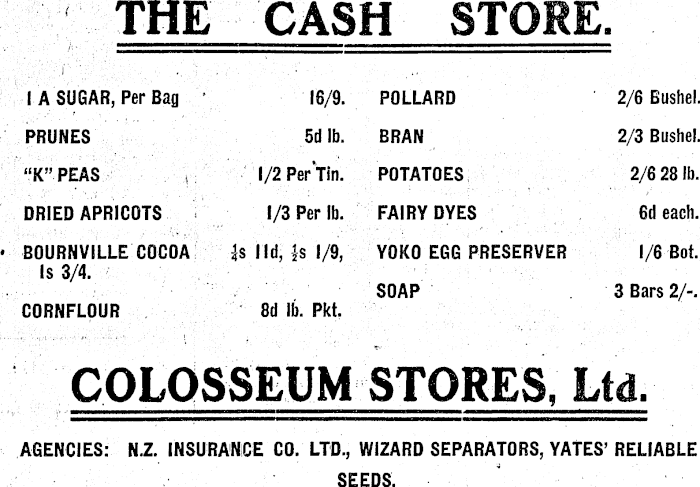 THE CASH STORE.
1 A SUGAR, Per Bag 16/9.
PRUNES 5d lb.
"K" PEAS 1/2 Per Tin.
DRIED APRICOTS 1/3 Per lb.
BOURNVILLE COCOA ¼s 11d, ½s 1/9,
1s 3/4.
CORNFLOUR 8d lb. Pkt.
POLLARD 2/6 Bushel.
BRAN 2/3 Bushel.
POTATOES 2/6 28 lb.
FAIRY DYES 6d each.
YOKO EGG PRESERVER 1/6 Bot.
SOAP 3 Bars 2/-.
COLOSSEUM STORES, Ltd.
AGENCIES: N.Z. INSURANCE CO. LTD., WIZARD SEPARATORS, YATES' RELIABLE
SEEDS.